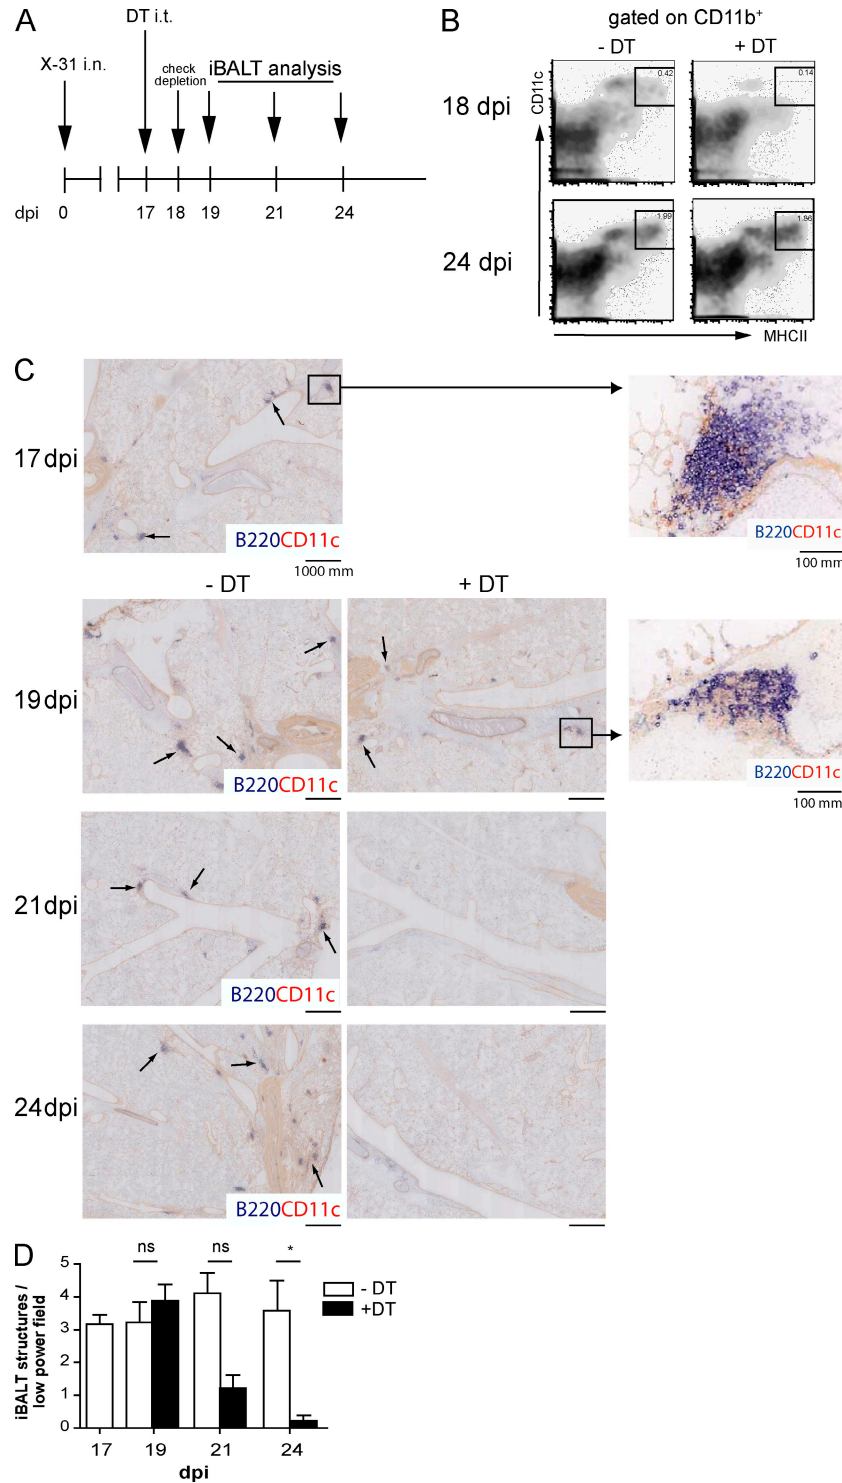 A
DT i.t.
X-31 i.n.
check
depletion
iBALT analysis
dpi
0
17
18
19
21
24
B
gated on CD11b+
- DT
+ DT
18 dpi
CD11c
0.42
0.14
24 dpi
1.99
1.96
MHCII
C
17 dpi
B220CD11c
1000 mm
B220CD11c
100 mm
- DT
+ DT
19 dpi
B220CD11c
B220CD11c
100 mm
21 dpi
B220CD11c
24 dpi
B220CD11c
D
iBALT structures /
low power field
5
4
3
2
1
0
ns
ns
*
- DT
+DT
17
19
21
24
dpi